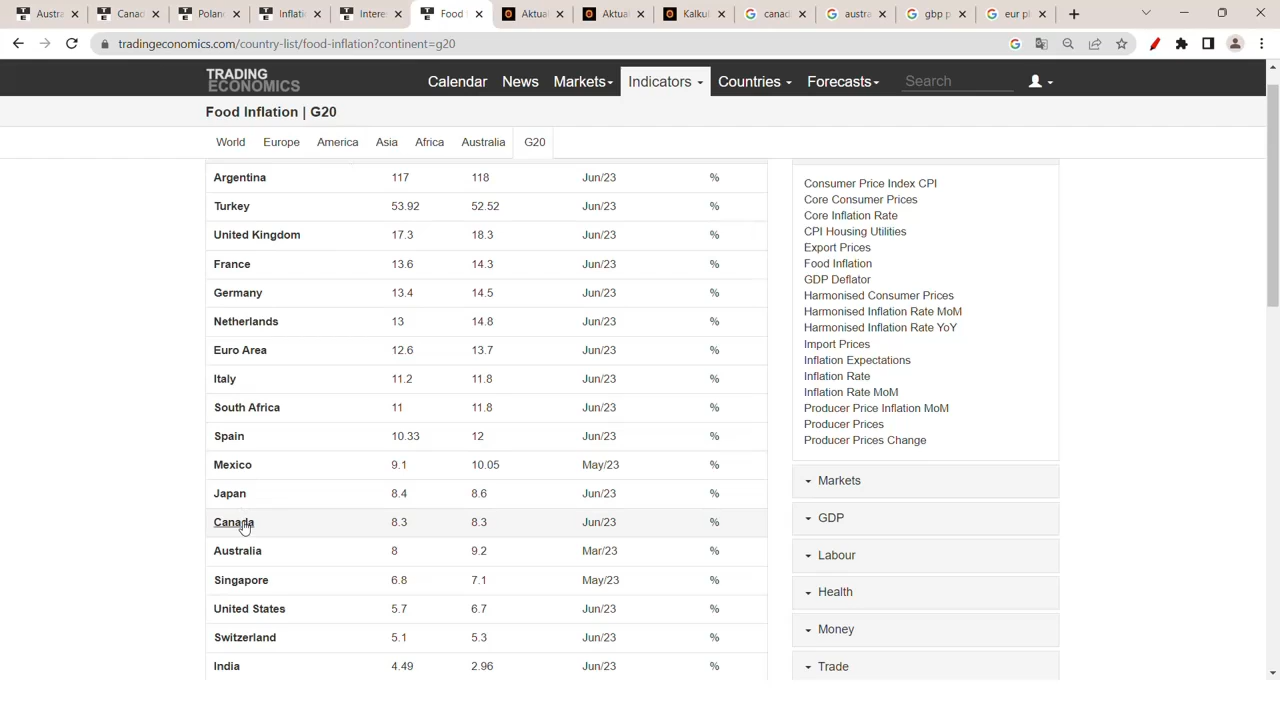 Austra Canad Polan Inflati Interes Food I Aktual Aktual Kalkul canada austra gbp p eur pl
tradingeconomics.com/country-list/food-inflation?continent=g20
TRADING ECONOMICS Calendar News Markets Indicators Countries Forecasts Search
Food Inflation | G20
World Europe America Asia Africa Australia G20
Argentina 117 118 Jun/23 %
Turkey 53.92 52.52 Jun/23 %
United Kingdom 17.3 18.3 Jun/23 %
France 13.6 14.3 Jun/23 %
Germany 13.4 14.5 Jun/23 %
Netherlands 13 14.8 Jun/23 %
Euro Area 12.6 13.7 Jun/23 %
Italy 11.2 11.8 Jun/23 %
South Africa 11 11.8 Jun/23 %
Spain 10.33 12 Jun/23 %
Mexico 9.1 10.05 May/23 %
Japan 8.4 8.6 Jun/23 %
Canada 8.3 8.3 Jun/23 %
Australia 8 9.2 Mar/23 %
Singapore 6.8 7.1 May/23 %
United States 5.7 6.7 Jun/23 %
Switzerland 5.1 5.3 Jun/23 %
India 4.49 2.96 Jun/23 %
Consumer Price Index CPI
Core Consumer Prices
Core Inflation Rate
CPI Housing Utilities
Export Prices
Food Inflation
GDP Deflator
Harmonised Consumer Prices
Harmonised Inflation Rate MoM
Harmonised Inflation Rate YoY
Import Prices
Inflation Expectations
Inflation Rate
Inflation Rate MoM
Producer Price Inflation MoM
Producer Prices
Producer Prices Change
Markets
GDP
Labour
Health
Money
Trade